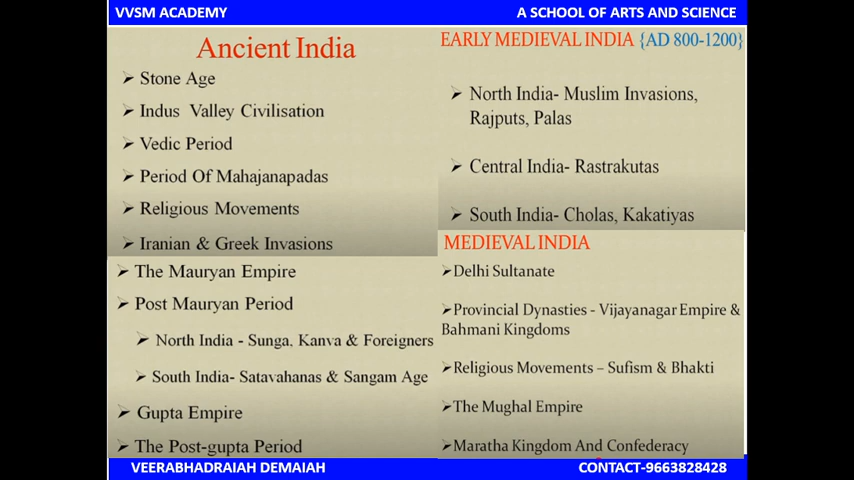 VVSM ACADEMY
A SCHOOL OF ARTS AND SCIENCE
Ancient India
➢ Stone Age
➢ Indus Valley Civilisation
➢ Vedic Period
➢ Period Of Mahajanapadas
➢ Religious Movements
➢ Iranian & Greek Invasions
➢ The Mauryan Empire
➢ Post Mauryan Period
➢ North India - Sunga, Kanva & Foreigners
➢ South India- Satavahanas & Sangam Age
➢ Gupta Empire
➢ The Post-gupta Period
EARLY MEDIEVAL INDIA {AD 800-1200}
➢ North India- Muslim Invasions,
Rajputs, Palas
➢ Central India- Rastrakutas
➢ South India- Cholas, Kakatiyas
MEDIEVAL INDIA
➢Delhi Sultanate
➢Provincial Dynasties - Vijayanagar Empire &
Bahmani Kingdoms
➢Religious Movements – Sufism & Bhakti
➢The Mughal Empire
➢Maratha Kingdom And Confederacy
VEERABHADRAIAH DEMAIAH
CONTACT-9663828428